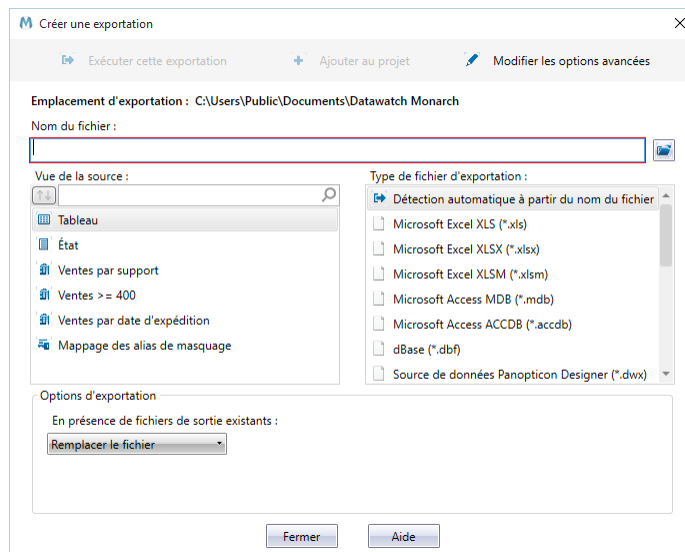 Créer une exportation
Exécuter cette exportation
Ajouter au projet
Modifier les options avancées
Emplacement d'exportation : C:\Users\Public\Documents\Datawatch Monarch
Nom du fichier :
Vue de la source :
Tableau
État
Ventes par support
Ventes >= 400
Ventes par date d'expédition
Mappage des alias de masquage
Type de fichier d'exportation :
Détection automatique à partir du nom du fichier
Microsoft Excel XLS (*.xls)
Microsoft Excel XLSX (*.xlsx)
Microsoft Excel XLSM (*.xlsm)
Microsoft Access MDB (*.mdb)
Microsoft Access ACCDB (*.accdb)
dBase (*.dbf)
Source de données Panopticon Designer (*.dwx)
Options d'exportation
En présence de fichiers de sortie existants :
Remplacer le fichier
Fermer
Aide